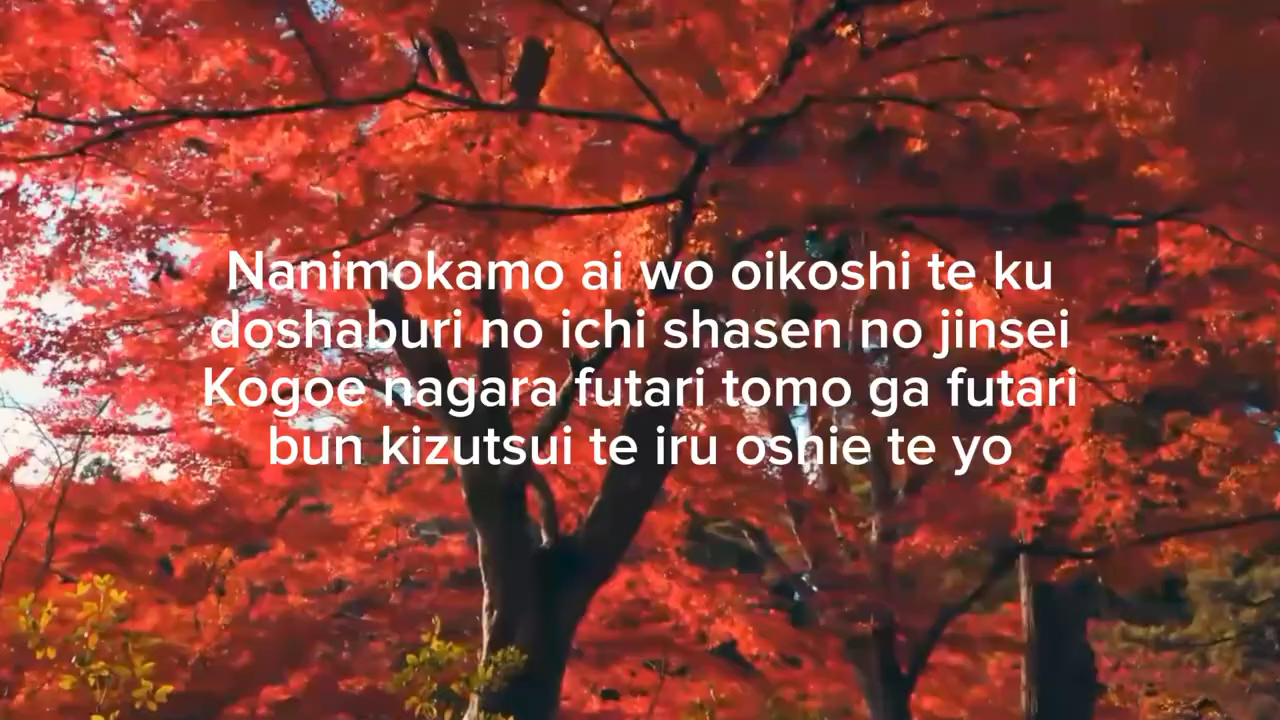 Nanimokamo ai wo oikoshi te ku
doshaburi no ichi shasen no jinsei
Kogoe nagara futari tomo ga futari
bun kizutsui te iru oshie te yo